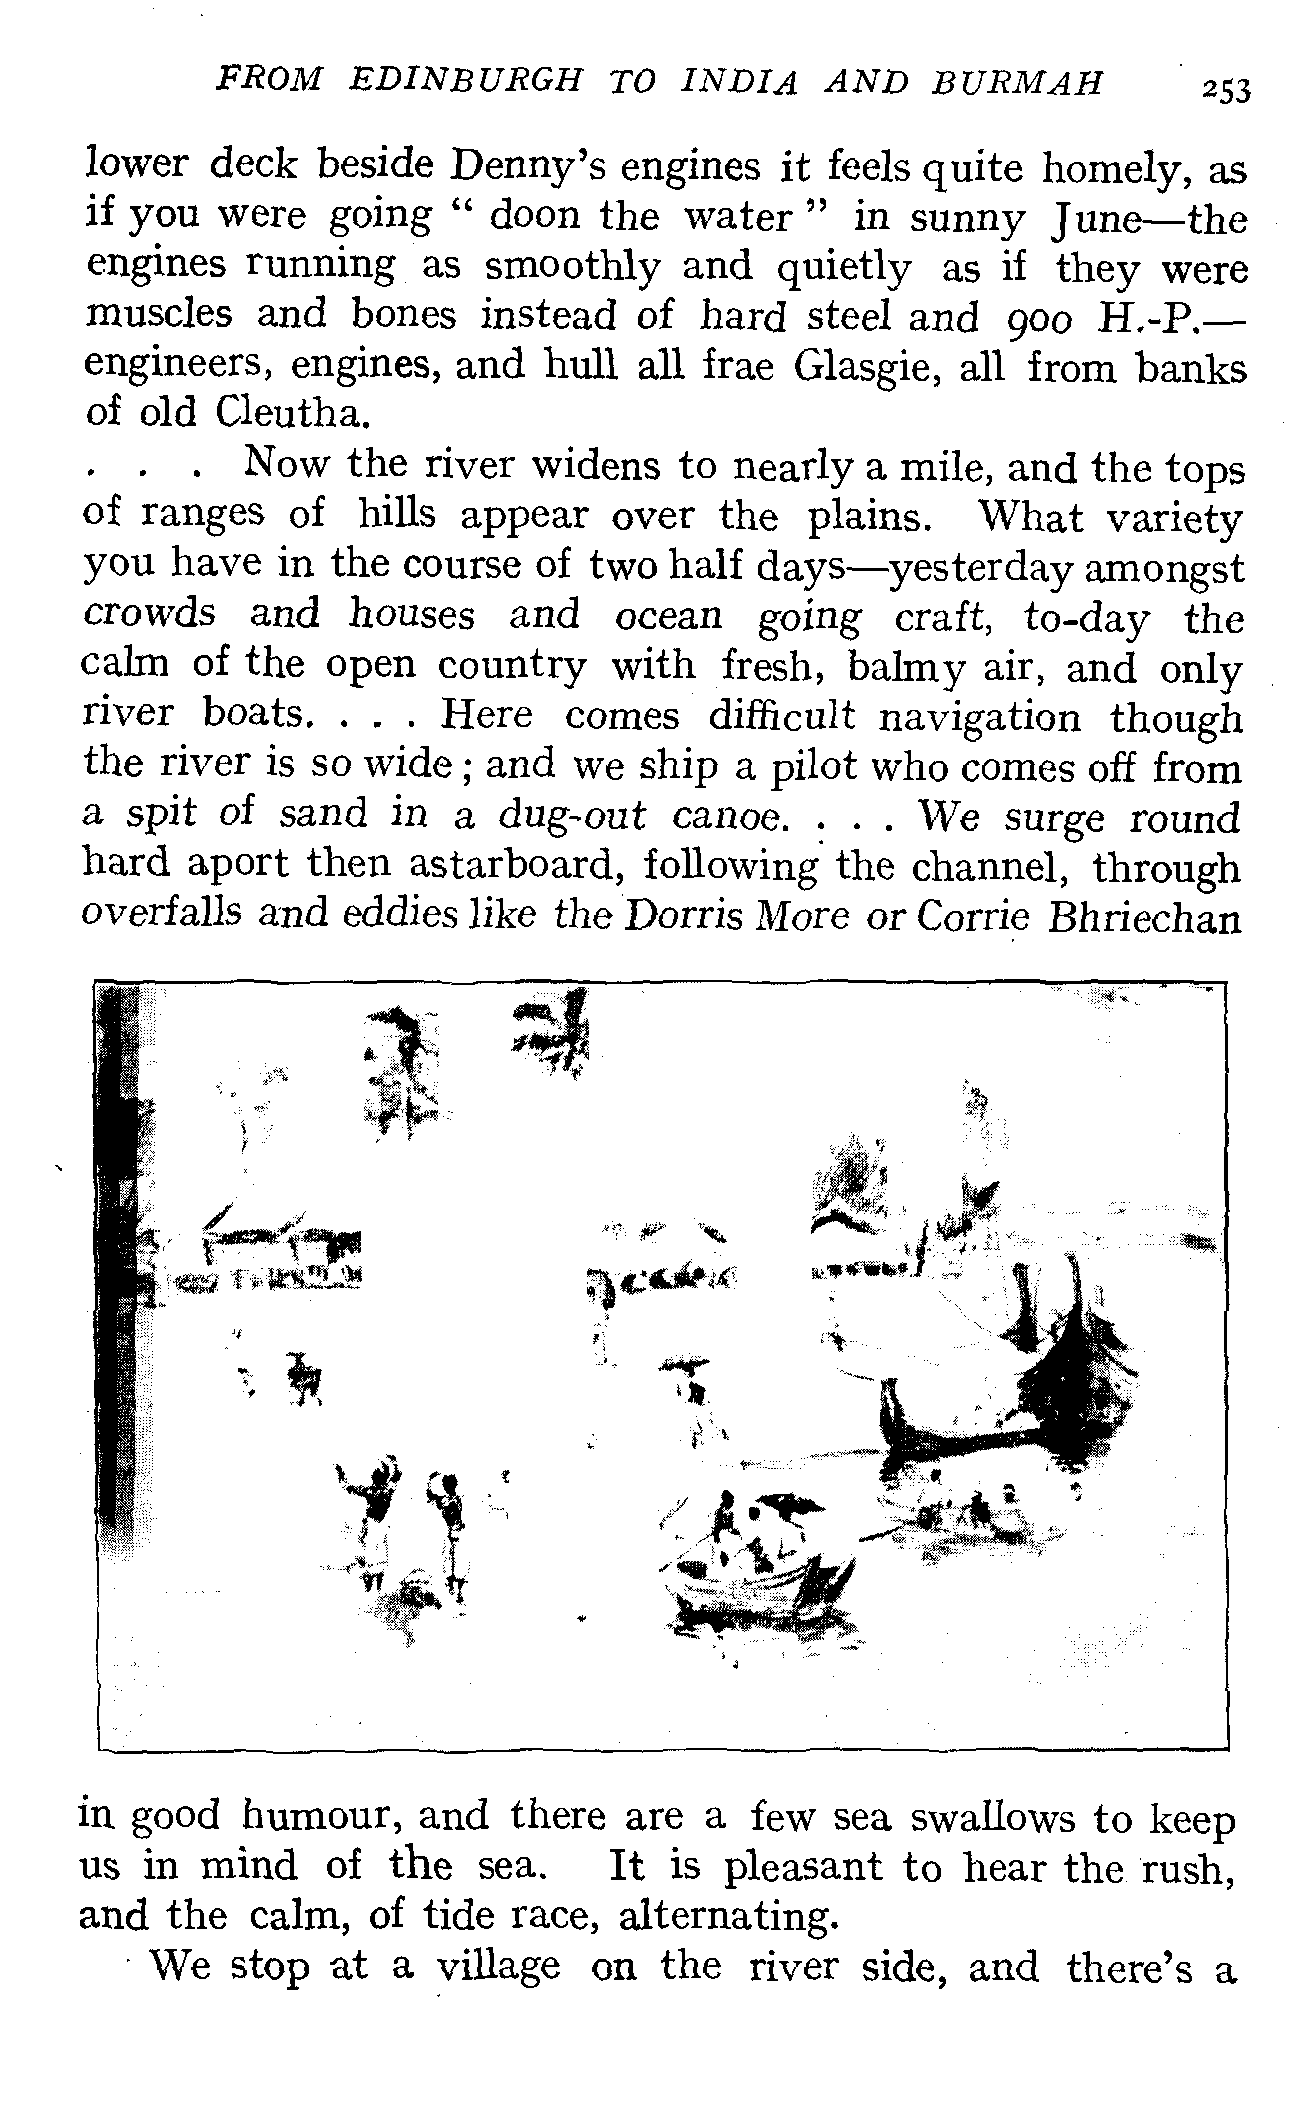 FROM EDINBURGH TO INDIA AND BURMAH 253
lower deck beside Denny's engines it feels quite homely, as
if you were going “ doon the water ” in sunny June—the
engines running as smoothly and quietly as if they were
muscles and bones instead of hard steel and 900 H.-P.—
engineers, engines, and hull all frae Glasgie, all from banks
of old Cleutha.
. . . Now the river widens to nearly a mile, and the tops
of ranges of hills appear over the plains. What variety
you have in the course of two half days—yesterday amongst
crowds and houses and ocean going craft, to-day the
calm of the open country with fresh, balmy air, and only
river boats. . . . Here comes difficult navigation though
the river is so wide ; and we ship a pilot who comes off from
a spit of sand in a dug-out canoe. . . . We surge round
hard aport then astarboard, following the channel, through
overfalls and eddies like the Dorris More or Corrie Bhriechan
in good humour, and there are a few sea swallows to keep
us in mind of the sea. It is pleasant to hear the rush,
and the calm, of tide race, alternating.
We stop at a village on the river side, and there's a